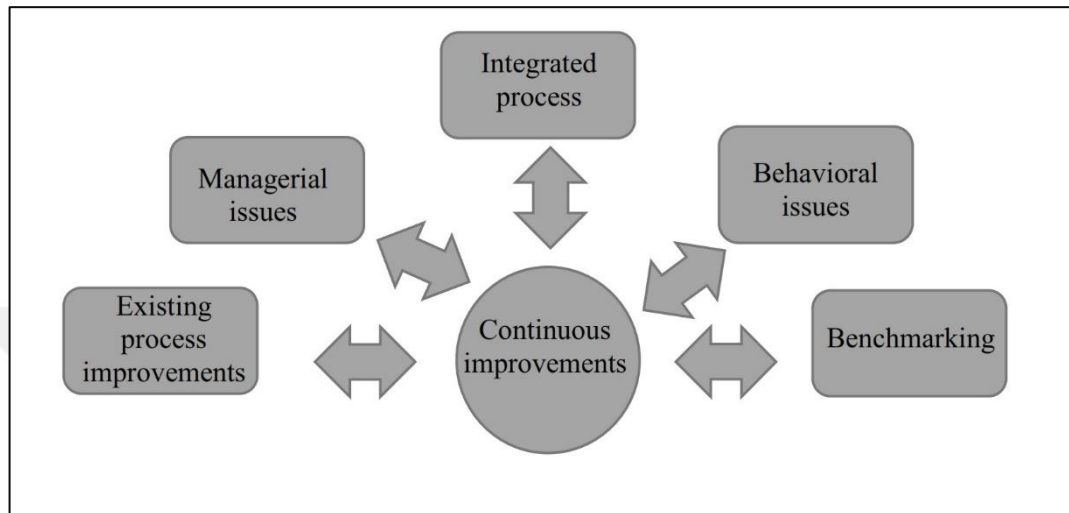 Integrated
process
Managerial
issues
Behavioral
issues
Existing
process
improvements
Continuous
improvements
Benchmarking